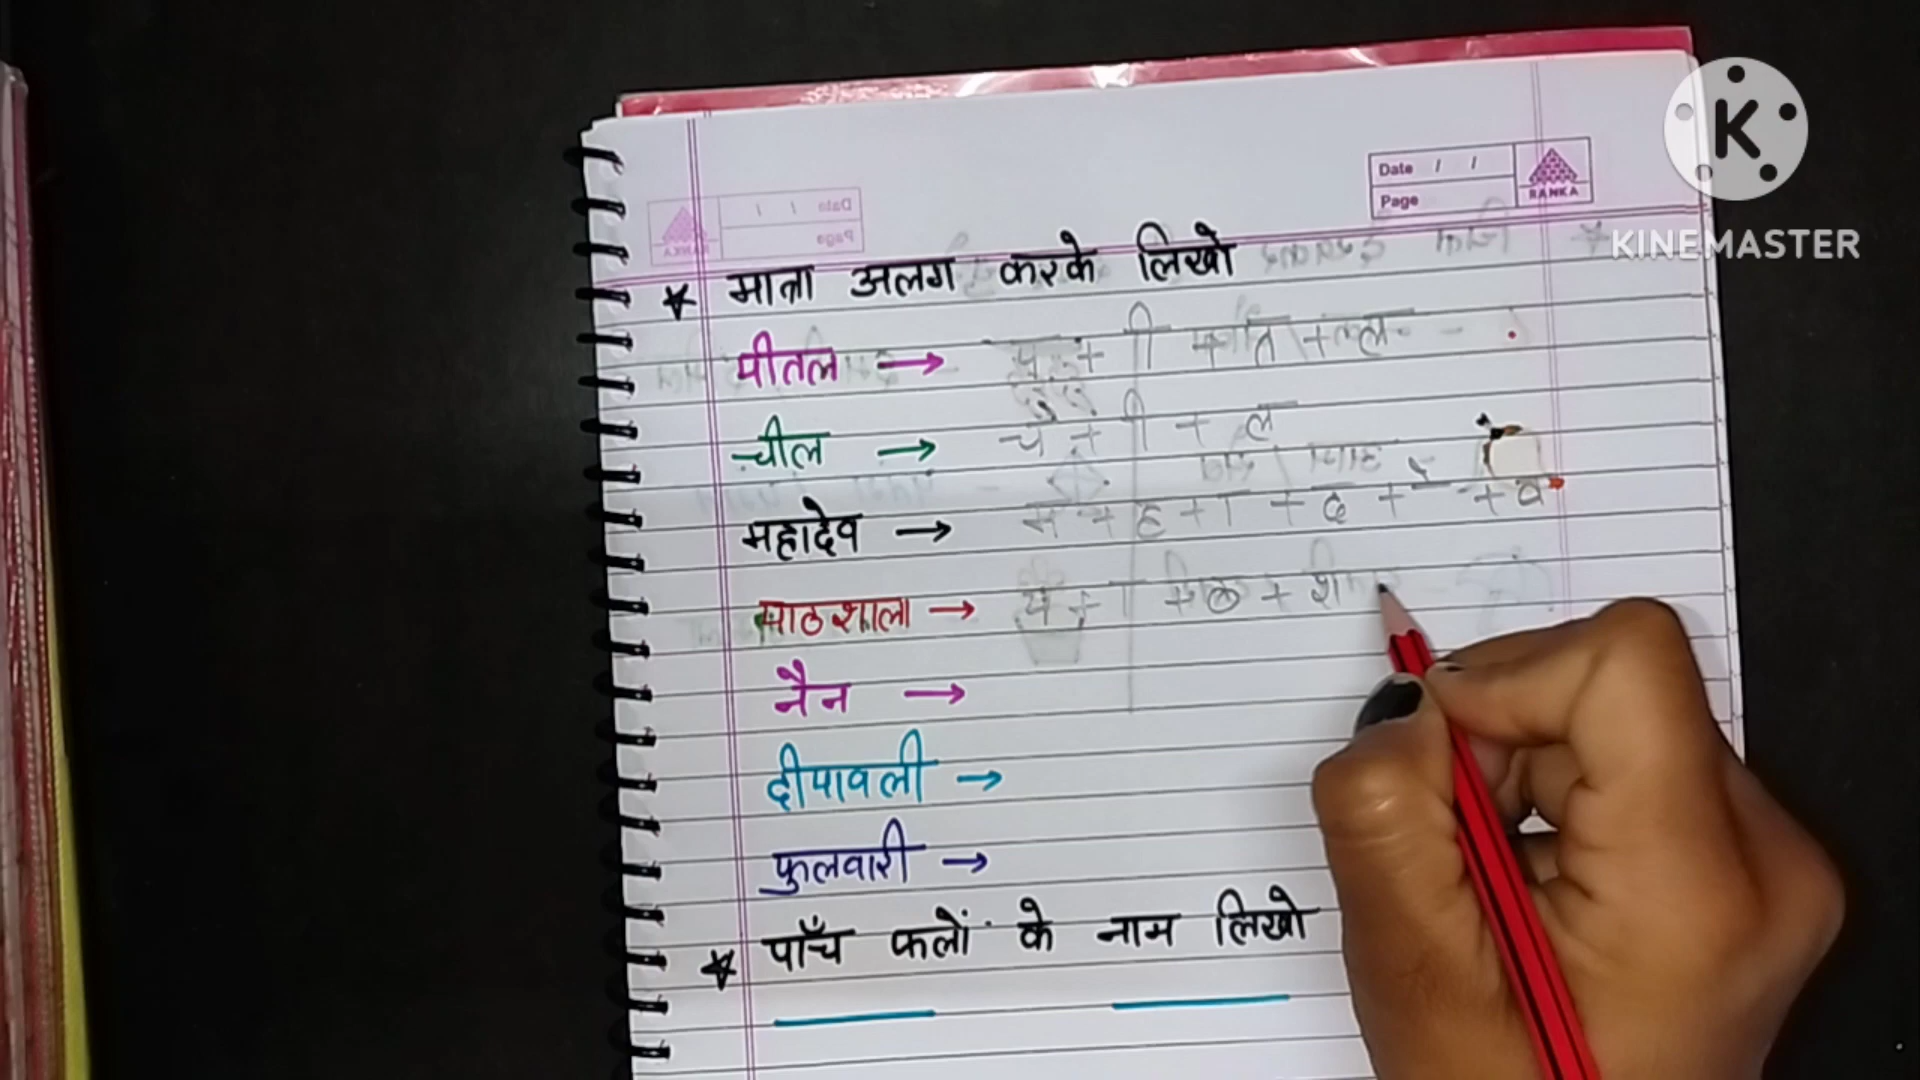 Date / /
Page
RANKA
KINEMASTER
★ मात्रा अलग करके लिखो
पीतल → प + ी + त + ल
चील → च + ी + ल
महादेव → म + ह + ा + द + े + व
पाठशाला → प + ा + ठ + श
नैन →
दीपावली →
फुलवारी →
★ पाँच फलों के नाम लिखो